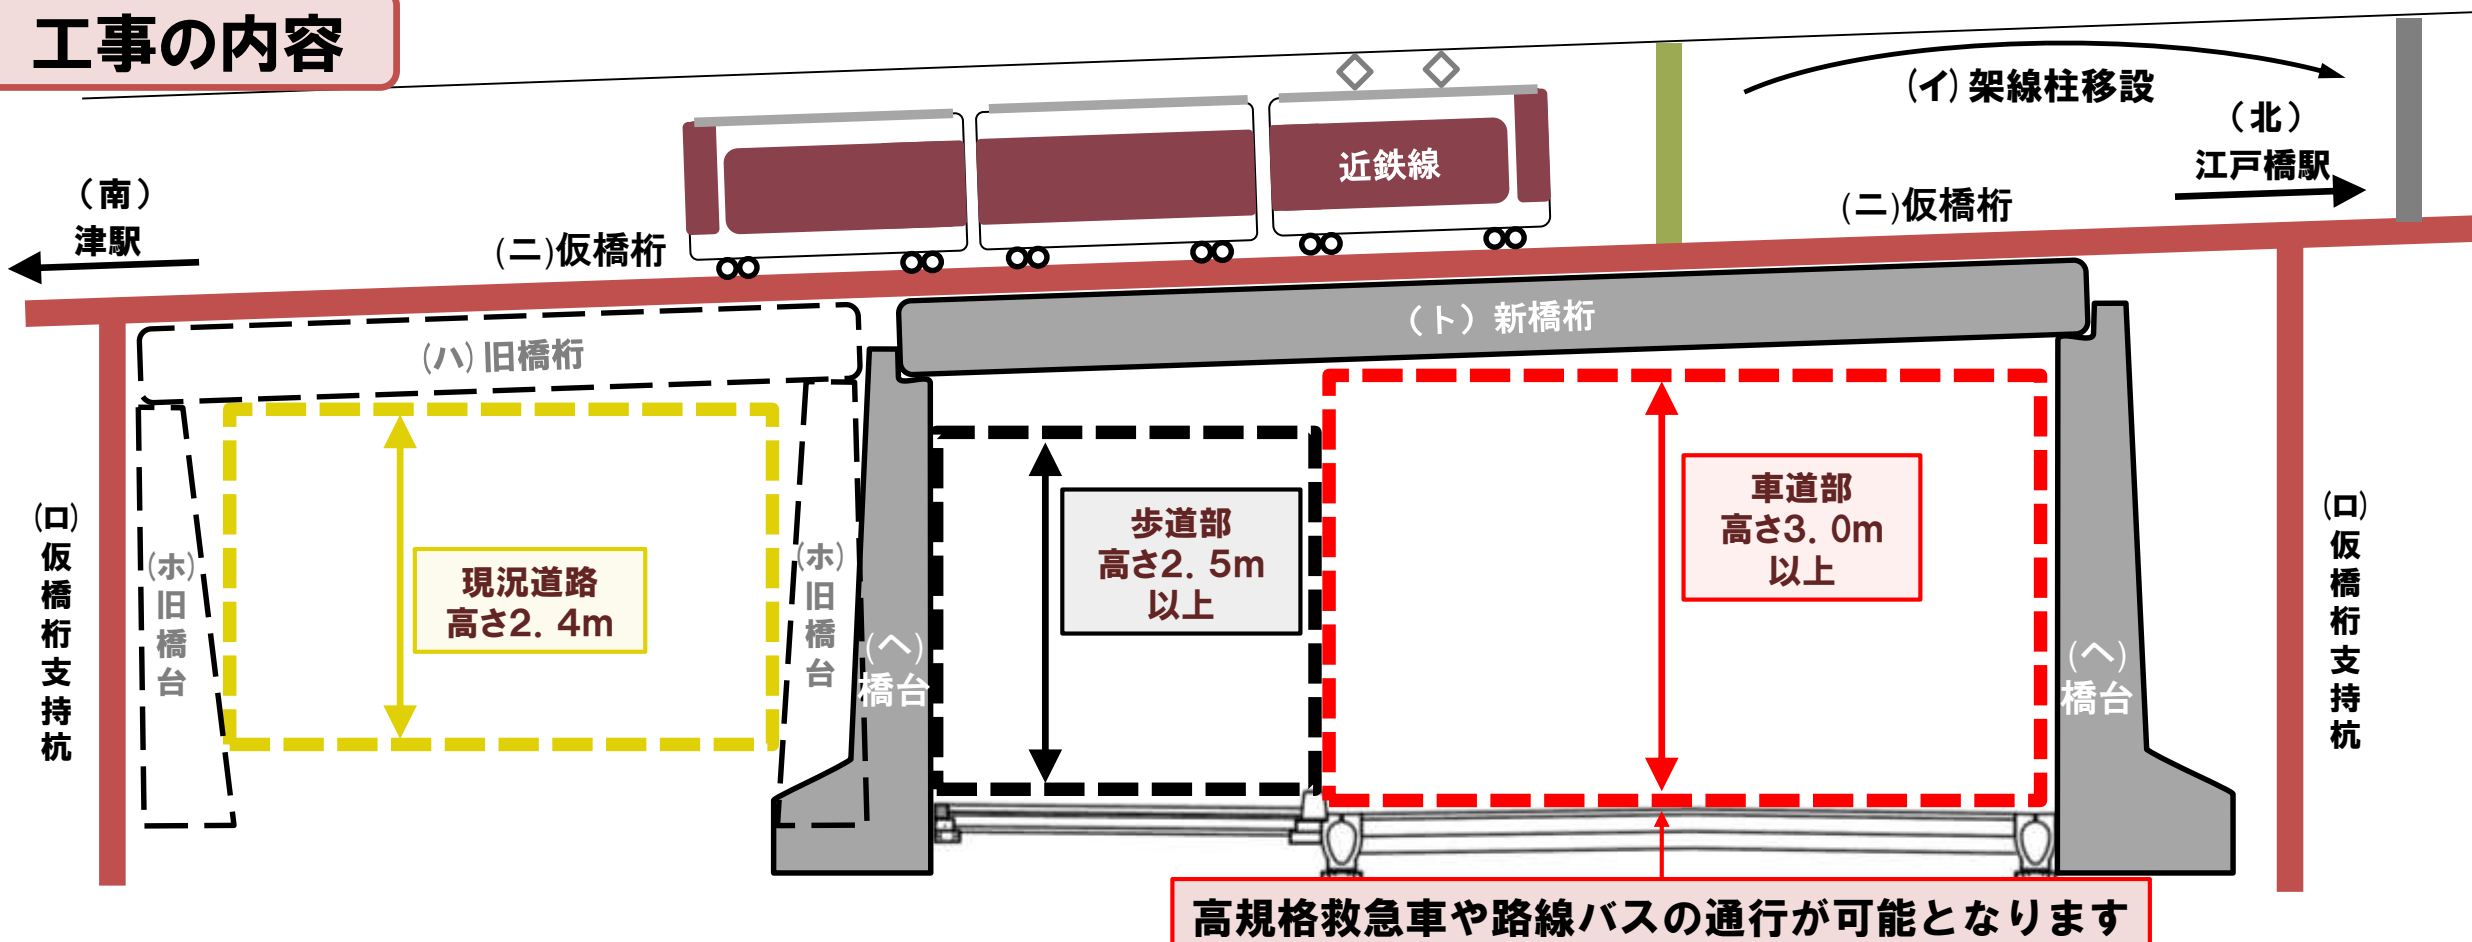 工事の内容
(イ) 架線柱移設
（北）
江戸橋駅
近鉄線
（南）
津駅
(ニ)仮橋桁
(ニ)仮橋桁
（ト）新橋桁
(ハ) 旧橋桁
(ロ)仮橋桁支持杭
(ホ)旧橋台
現況道路
高さ2. 4m
(ホ)旧橋台
(ヘ)
橋台
歩道部
高さ2. 5m
以上
車道部
高さ3. 0m
以上
(ヘ)
橋台
(ロ)仮橋桁支持杭
高規格救急車や路線バスの通行が可能となります